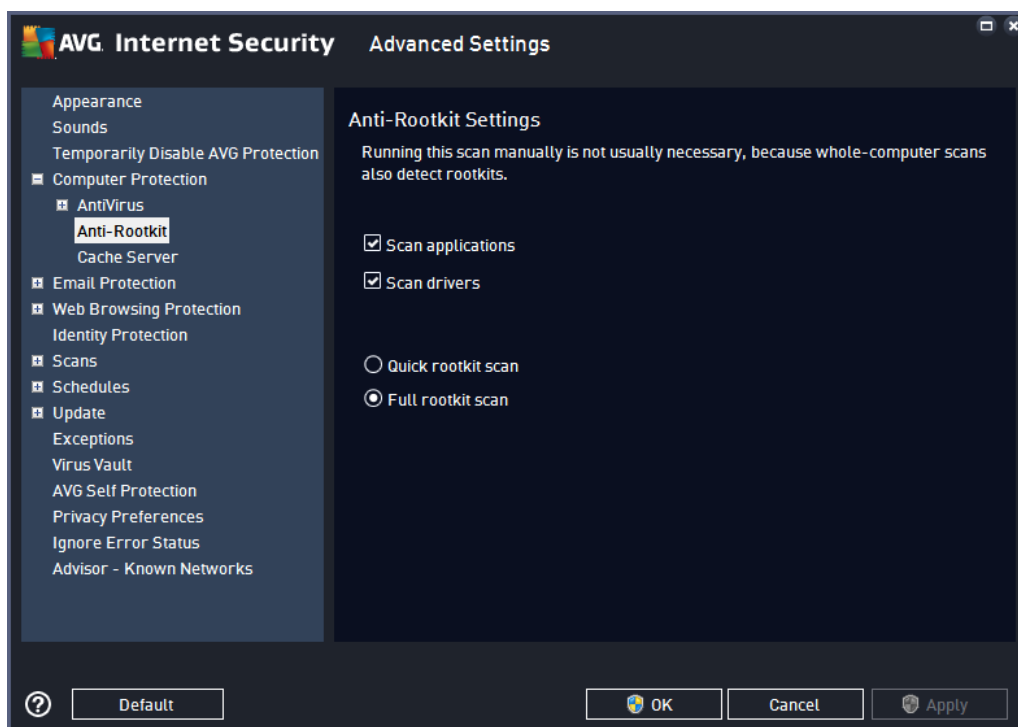 AVG. Internet Security Advanced Settings
Appearance
Sounds
Temporarily Disable AVG Protection
Computer Protection
AntiVirus
Anti-Rootkit
Cache Server
Email Protection
Web Browsing Protection
Identity Protection
Scans
Schedules
Update
Exceptions
Virus Vault
AVG Self Protection
Privacy Preferences
Ignore Error Status
Advisor - Known Networks
Anti-Rootkit Settings
Running this scan manually is not usually necessary, because whole-computer scans
also detect rootkits.
Scan applications
Scan drivers
Quick rootkit scan
Full rootkit scan
? Default OK Cancel Apply